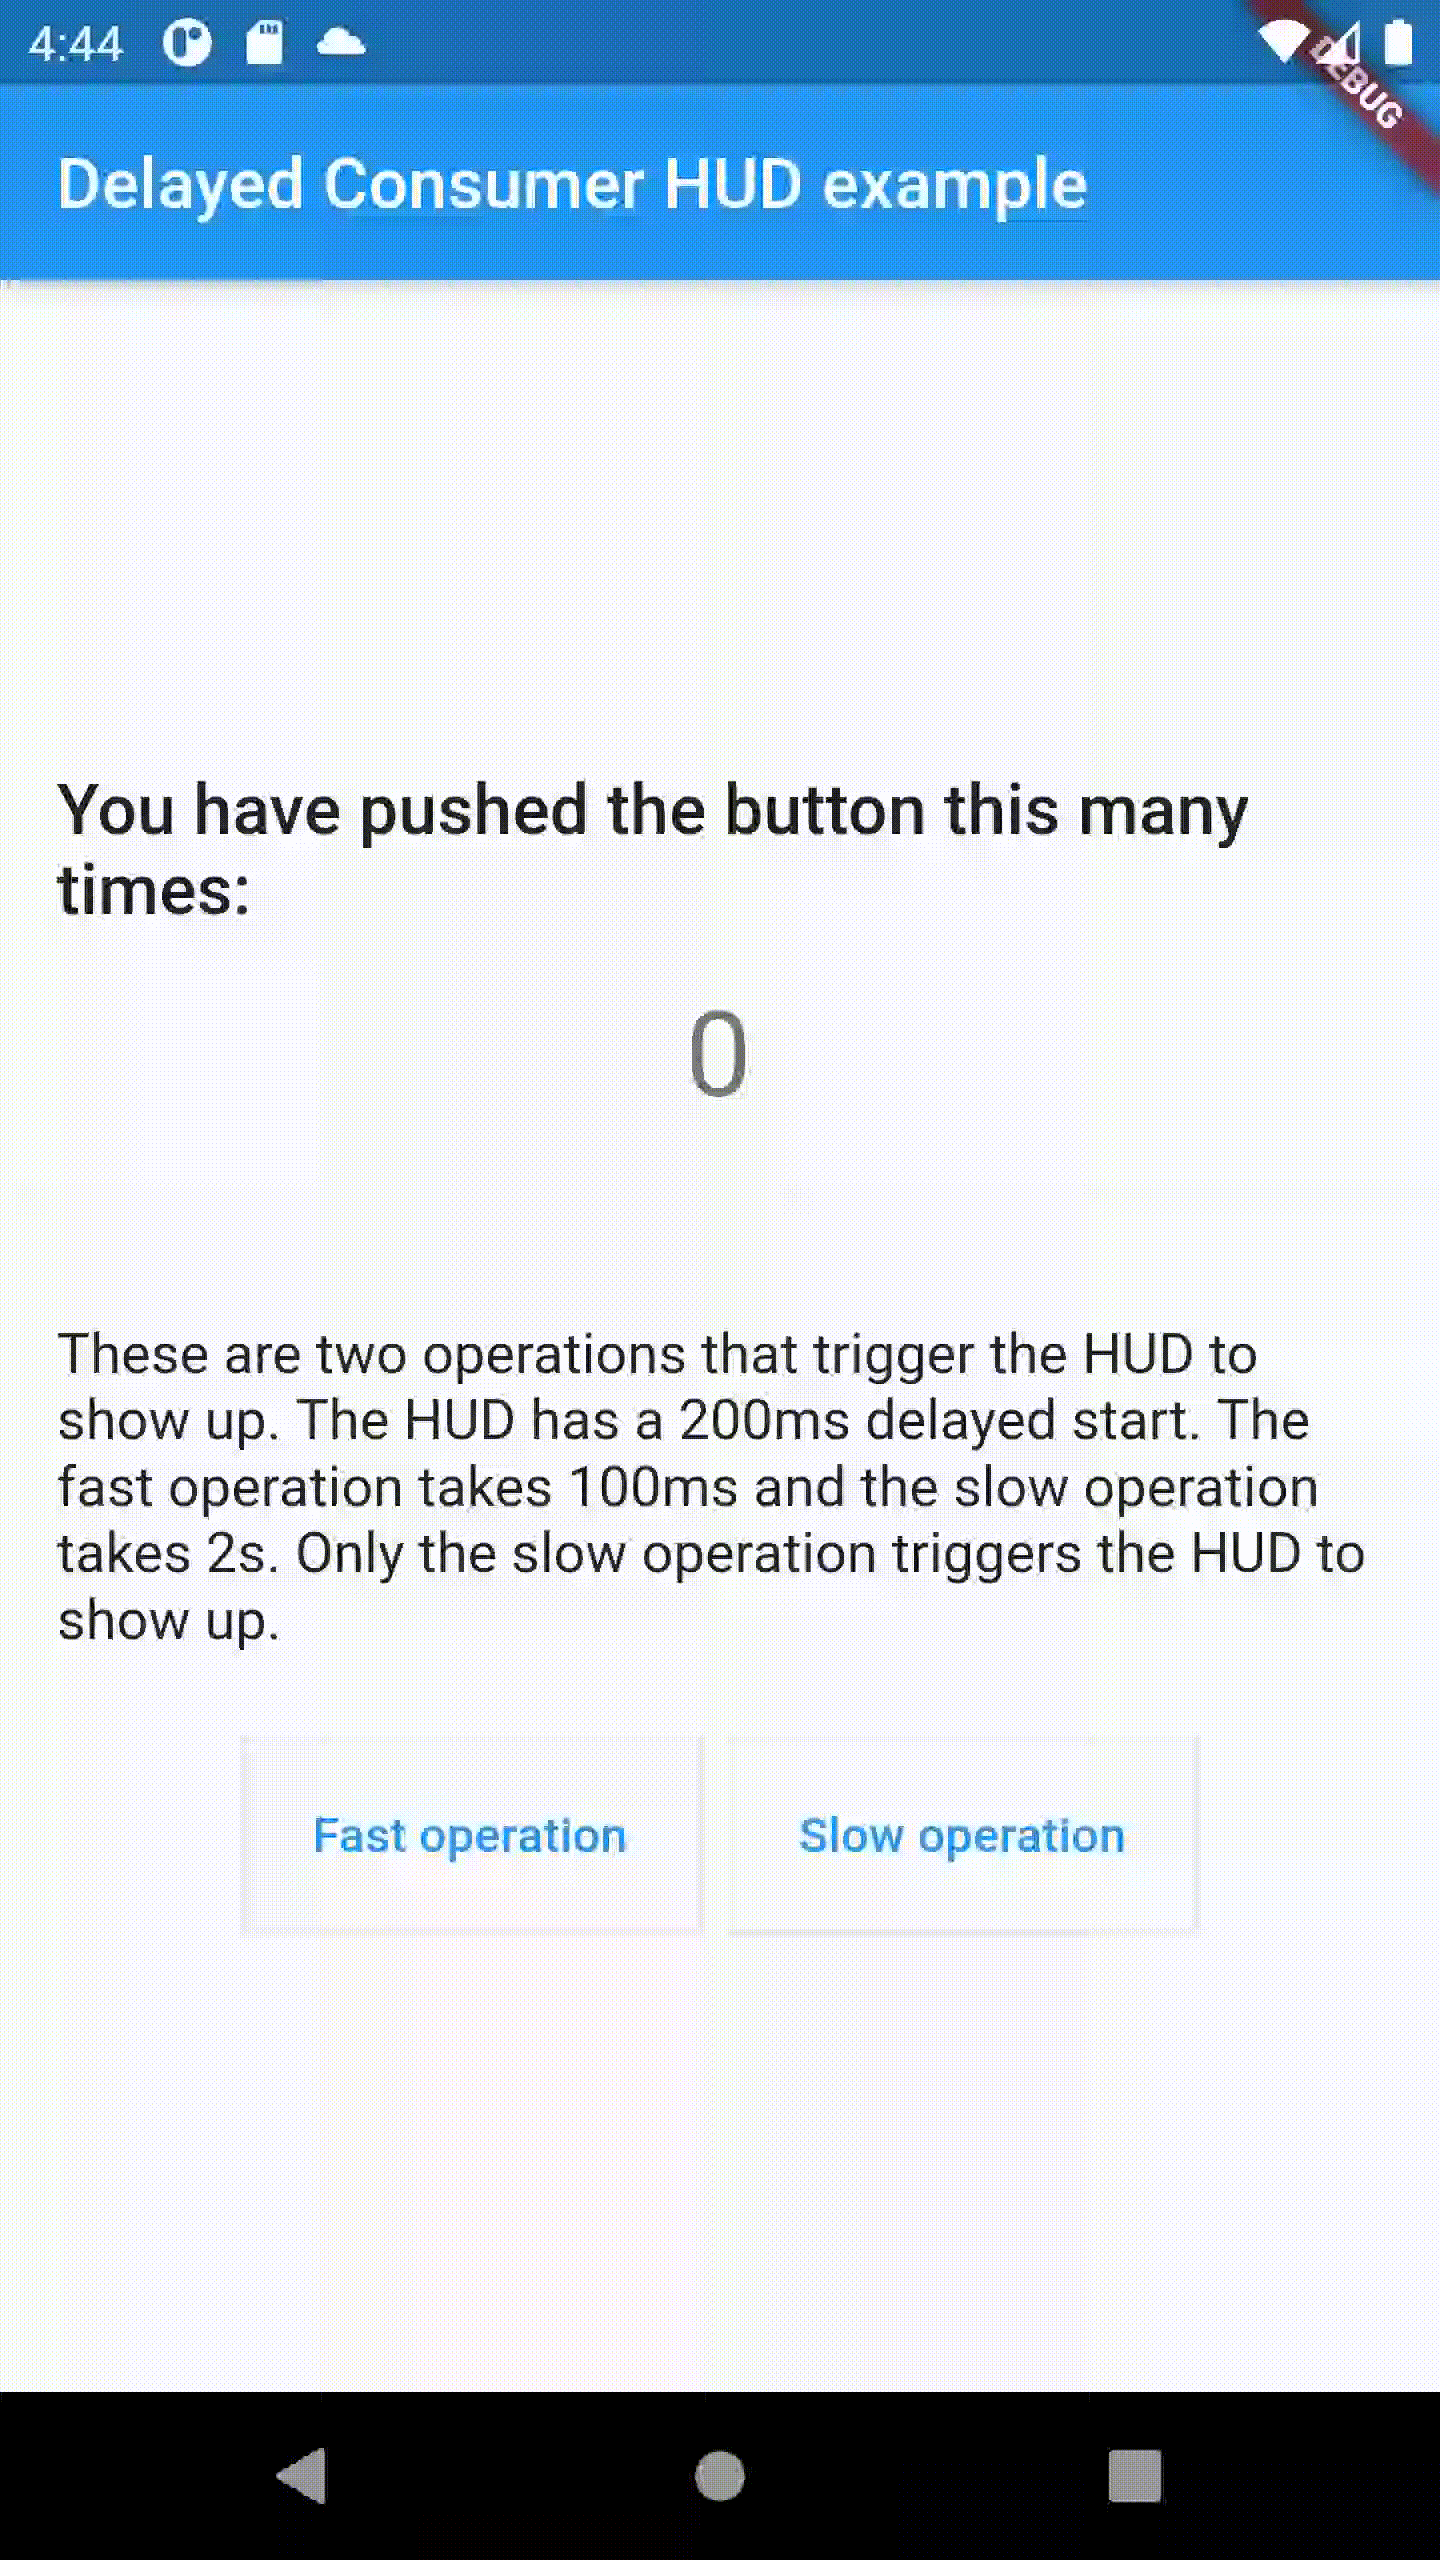 4:44
DEBUG
Delayed Consumer HUD example
You have pushed the button this many
times:
0
These are two operations that trigger the HUD to
show up. The HUD has a 200ms delayed start. The
fast operation takes 100ms and the slow operation
takes 2s. Only the slow operation triggers the HUD to
show up.
Fast operation
Slow operation